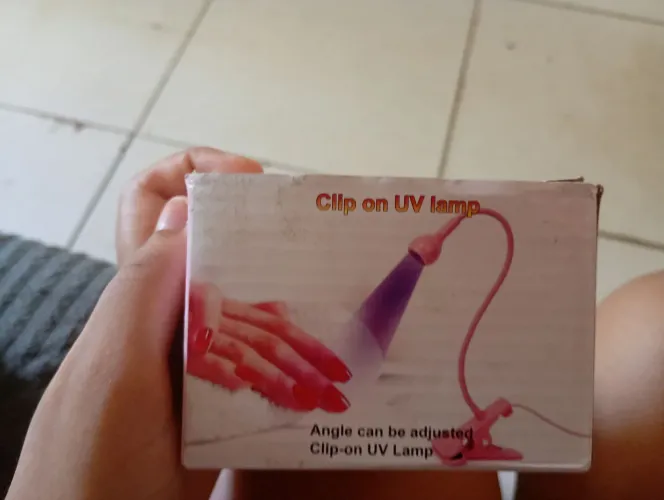 Clip on UV lamp
Angle can be adjusted
Clip-on UV Lamp